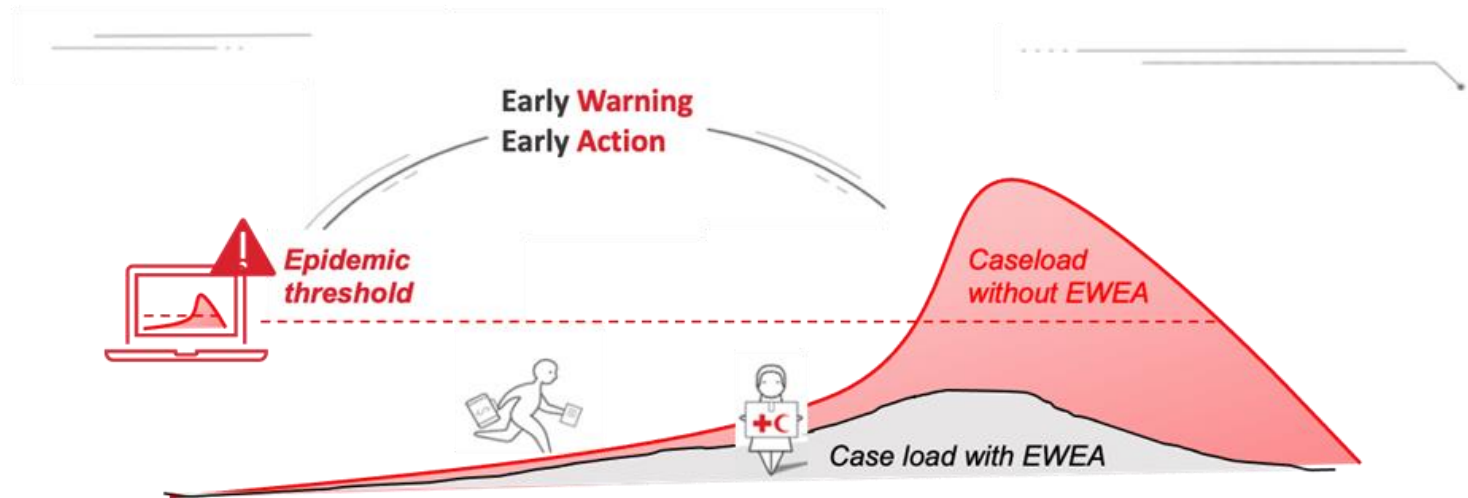 Early Warning
Early Action
Epidemic
threshold
Caseload
without EWEA
Case load with EWEA